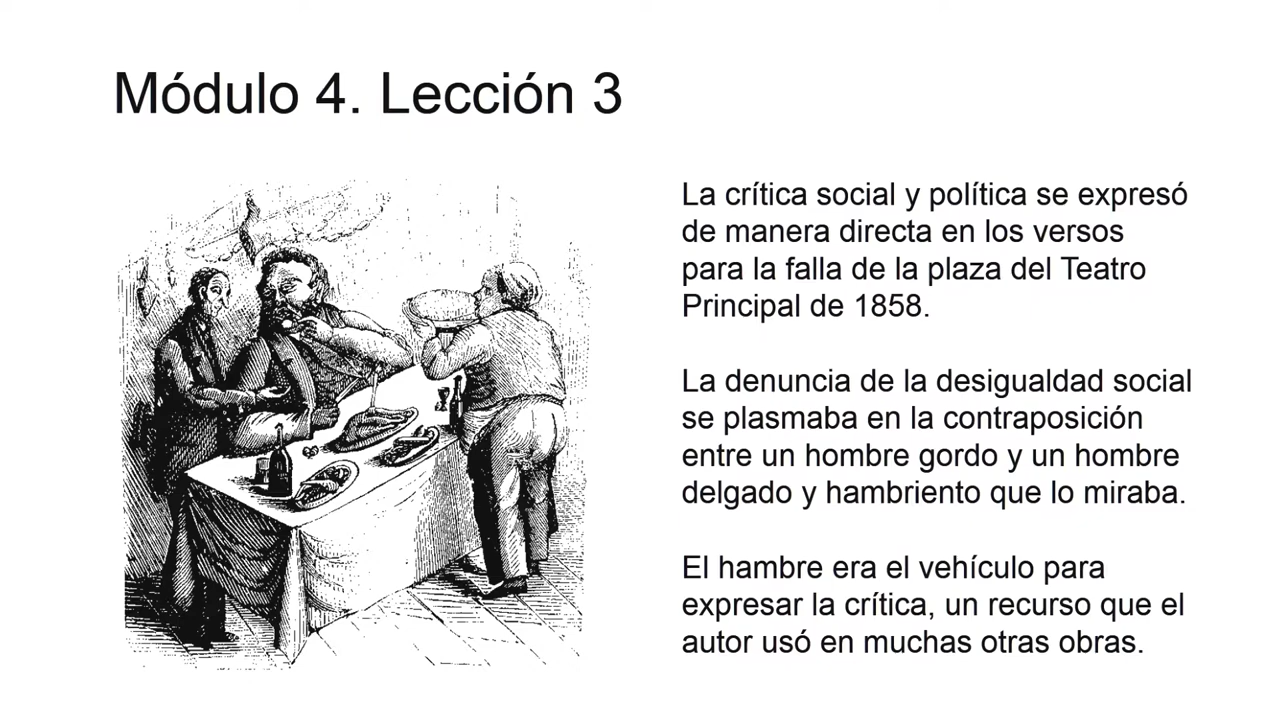 Módulo 4. Lección 3
La crítica social y política se expresó
de manera directa en los versos
para la falla de la plaza del Teatro
Principal de 1858.
La denuncia de la desigualdad social
se plasmaba en la contraposición
entre un hombre gordo y un hombre
delgado y hambriento que lo miraba.
El hambre era el vehículo para
expresar la crítica, un recurso que el
autor usó en muchas otras obras.